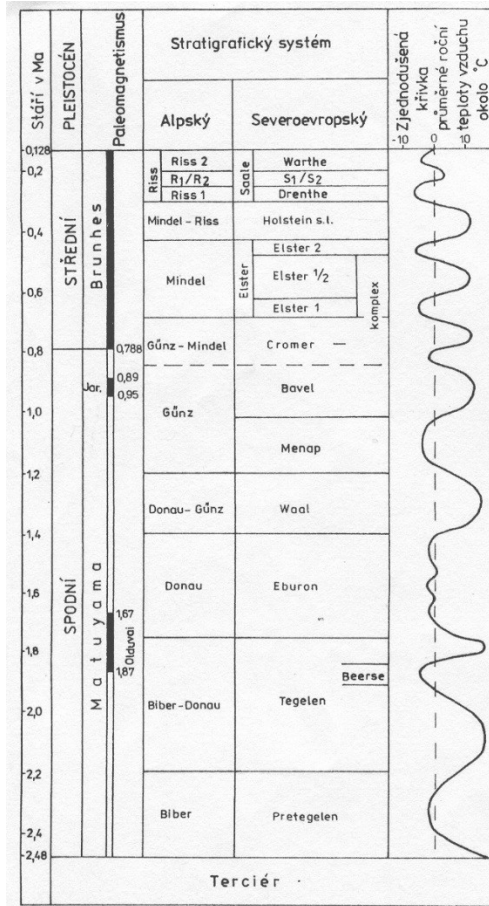 Stáří v Ma
PLEISTOCÉN
Paleomagnetismus
Stratigrafický systém
Alpský
Severoevropský
Zjednodušená
křivka
průměrné roční
teploty vzduchu
okolo °C
-10 0 10
-0,128
-0,2
-0,4
-0,6
-0,8
-1,0
-1,2
-1,4
-1,6
-1,8
-2,0
-2,2
-2,4
-2,48
STŘEDNÍ
SPODNÍ
Brunhes
Matuyama
0,788
Jar.
0,89
0,95
1,67
Olduvai
1,87
Riss
Riss 2
R1/R2
Riss 1
Saale
Warthe
S1/S2
Drenthe
Mindel-Riss
Holstein s.l.
Mindel
Elster
Elster 2
Elster 1/2
Elster 1
komplex
Günz-Mindel
Cromer —
Günz
Bavel
Menap
Donau-Günz
Waal
Donau
Eburon
Biber-Donau
Tegelen
Beerse
Biber
Pretegelen
Terciér